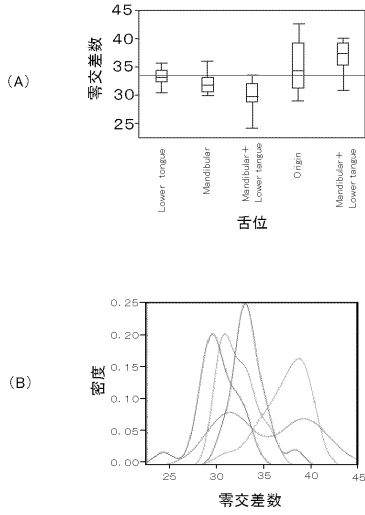 (A)
零交差数
45
40
35
30
25
Lower tongue
Mandibular
Mandibular+
Lower tangue
Origin
Mandibular+
Lower tangue
舌位
(B)
密度
0.25
0.20
0.15
0.10
0.05
0.00
25
30
35
40
45
零交差数